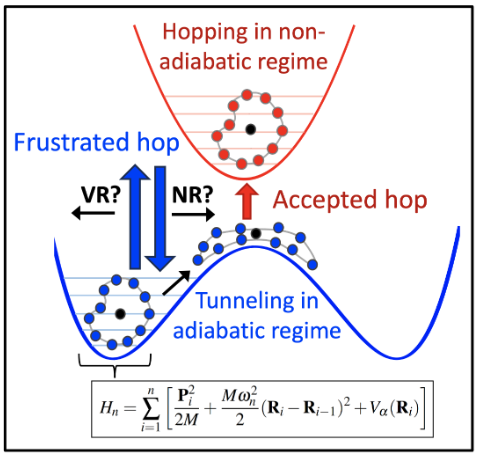 Hopping in non-
adiabatic regime
Frustrated hop
VR?
NR?
Accepted hop
Tunneling in
adiabatic regime
$H_n = \sum_{i=1}^{n} \left[ \frac{\mathbf{P}_i^2}{2M} + \frac{M\omega_n^2}{2} (\mathbf{R}_i - \mathbf{R}_{i-1})^2 + V_\alpha(\mathbf{R}_i) \right]$